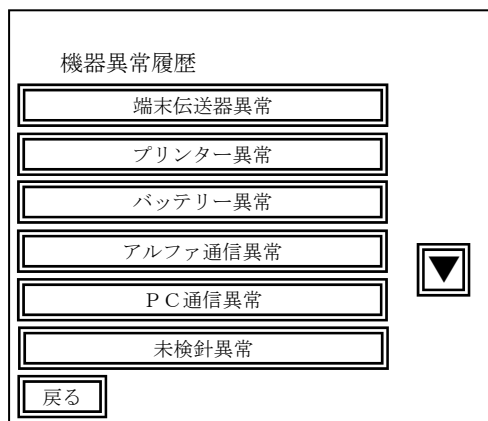 機器異常履歴
端末伝送器異常
プリンター異常
バッテリー異常
アルファ通信異常
ＰＣ通信異常
未検針異常
戻る